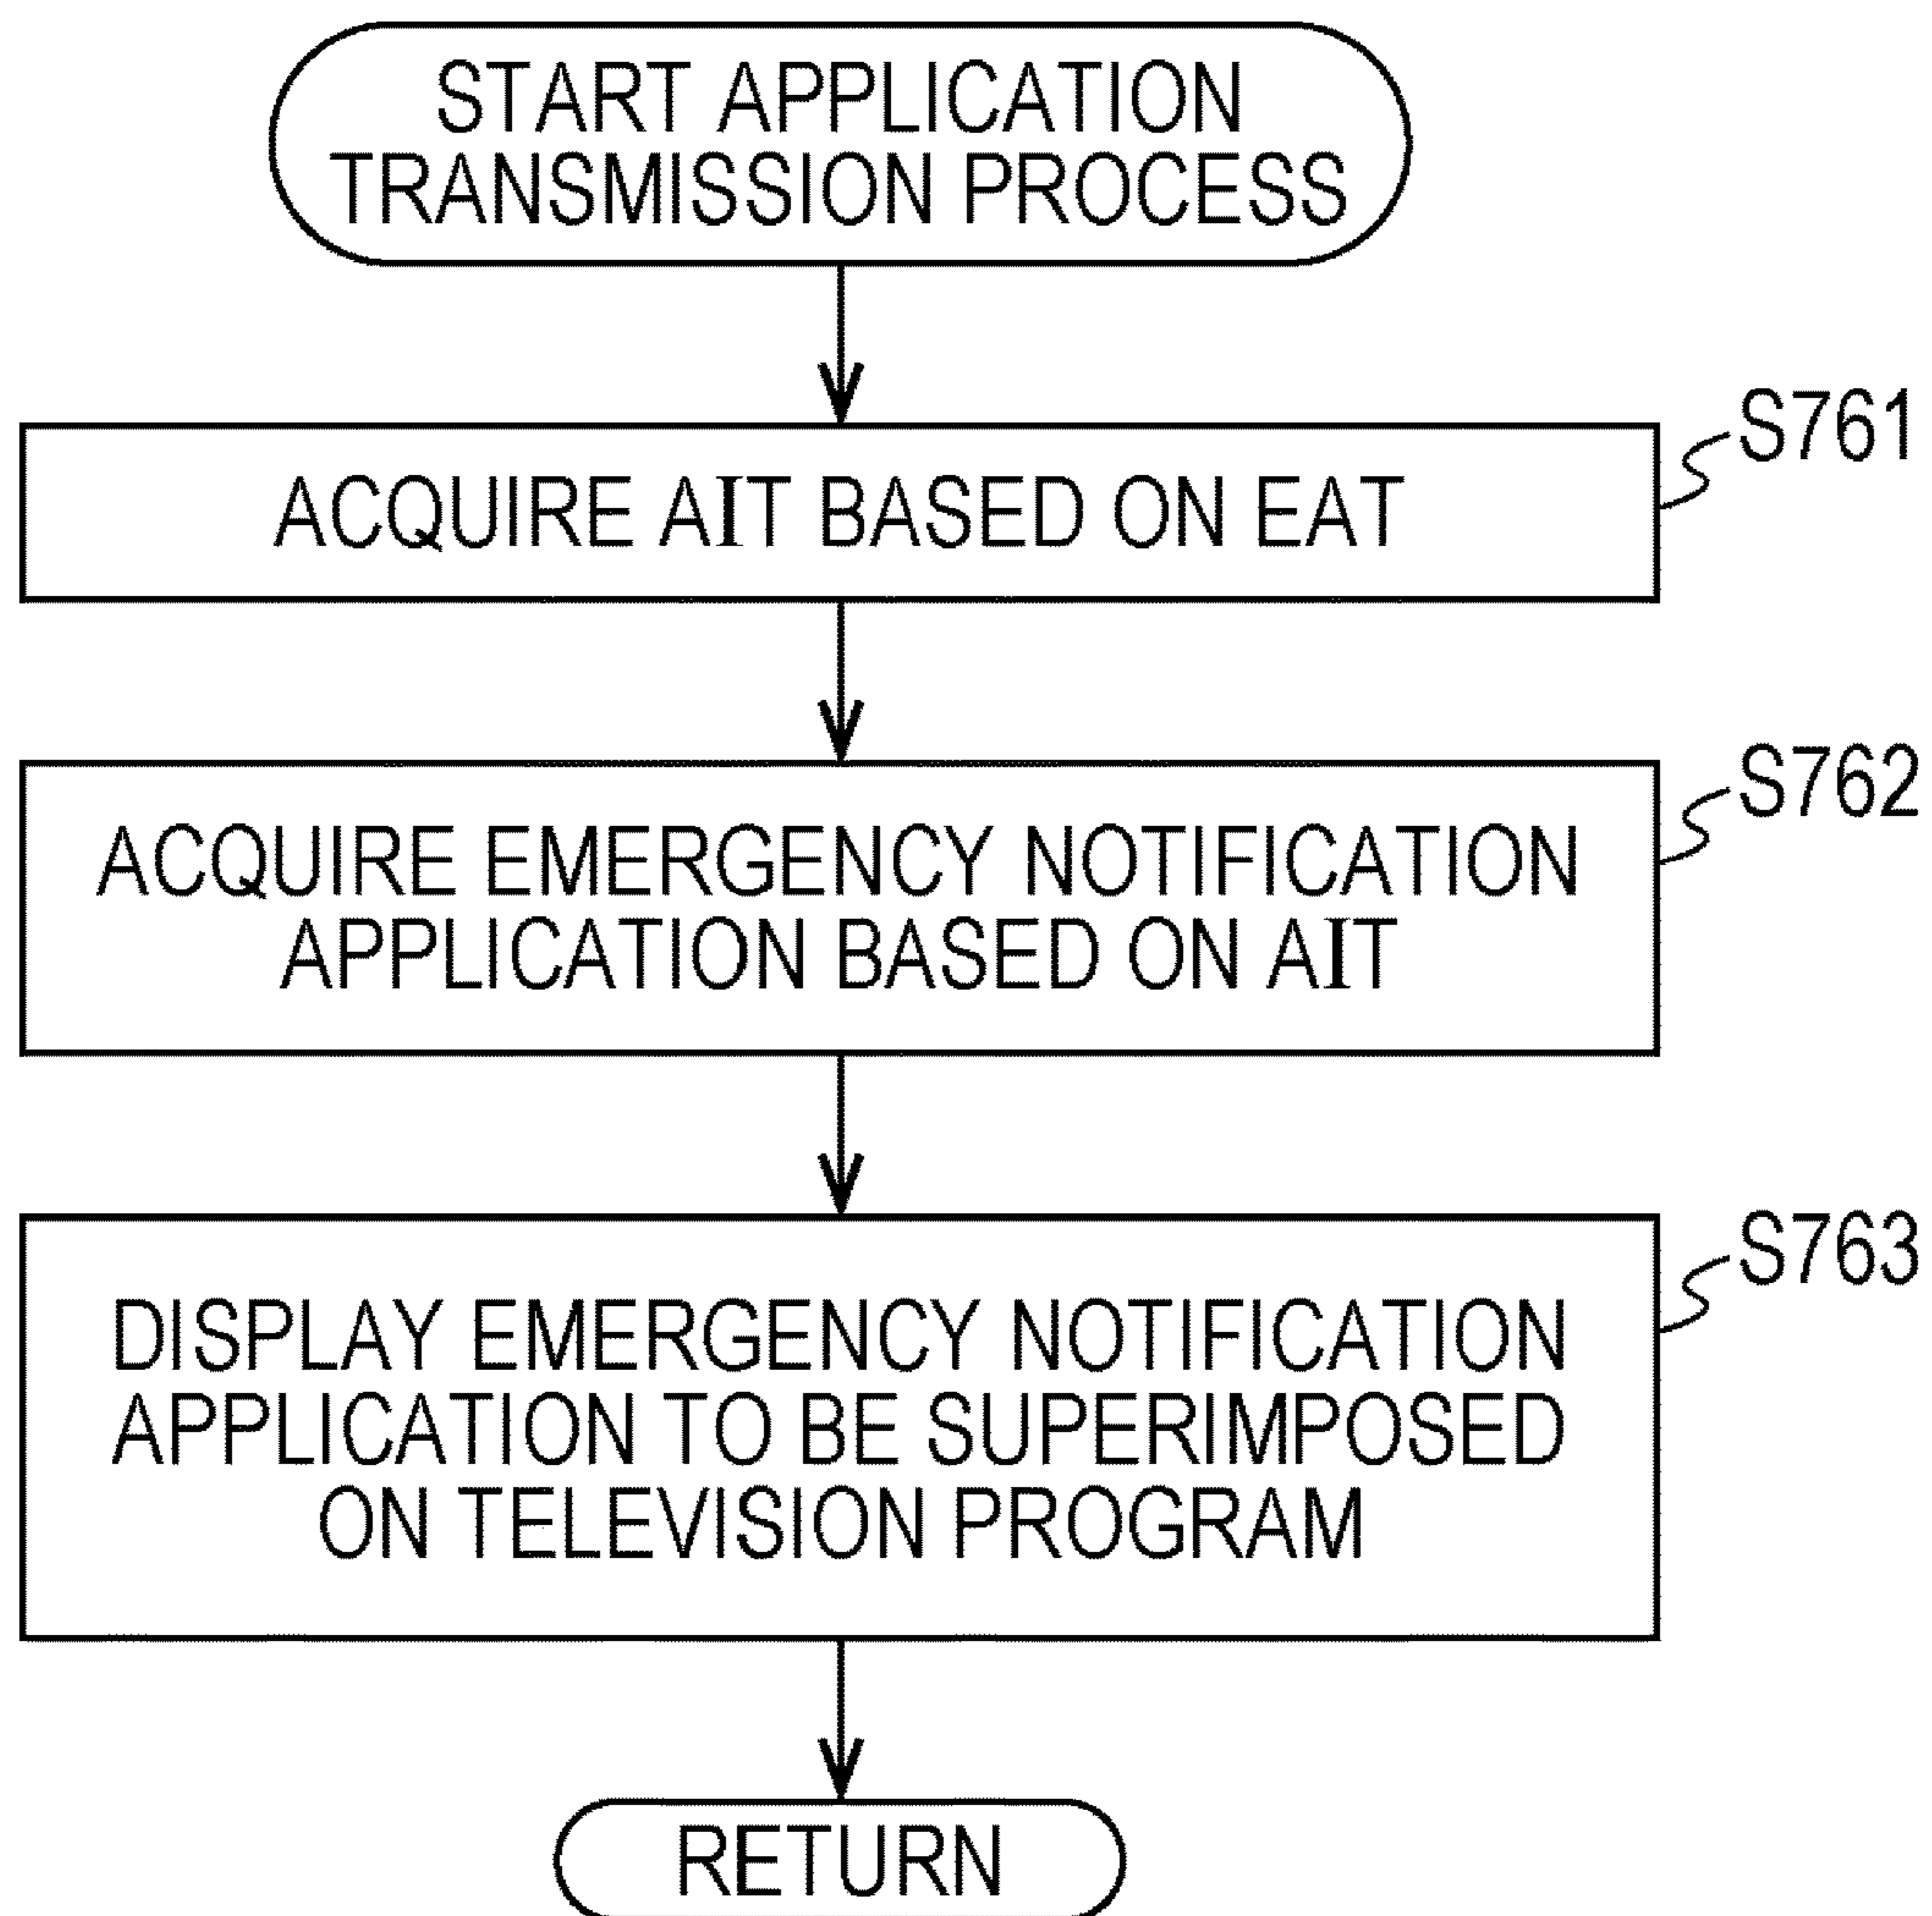 START APPLICATION
TRANSMISSION PROCESS
S761
ACQUIRE AIT BASED ON EAT
S762
ACQUIRE EMERGENCY NOTIFICATION
APPLICATION BASED ON AIT
S763
DISPLAY EMERGENCY NOTIFICATION
APPLICATION TO BE SUPERIMPOSED
ON TELEVISION PROGRAM
RETURN